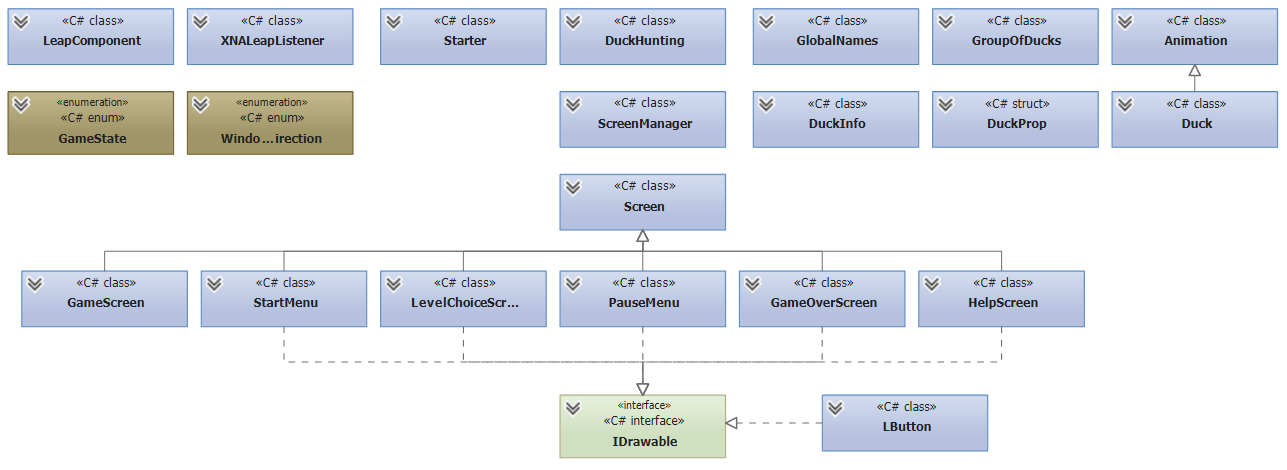 «C# class»
LeapComponent
«C# class»
XNALeapListener
«C# class»
Starter
«C# class»
DuckHunting
«C# class»
GlobalNames
«C# class»
GroupOfDucks
«C# class»
Animation
«enumeration»
«C# enum»
GameState
«enumeration»
«C# enum»
Windo...irection
«C# class»
ScreenManager
«C# class»
DuckInfo
«C# struct»
DuckProp
«C# class»
Duck
«C# class»
Screen
«C# class»
GameScreen
«C# class»
StartMenu
«C# class»
LevelChoiceScr...
«C# class»
PauseMenu
«C# class»
GameOverScreen
«C# class»
HelpScreen
«interface»
«C# interface»
IDrawable
«C# class»
LButton